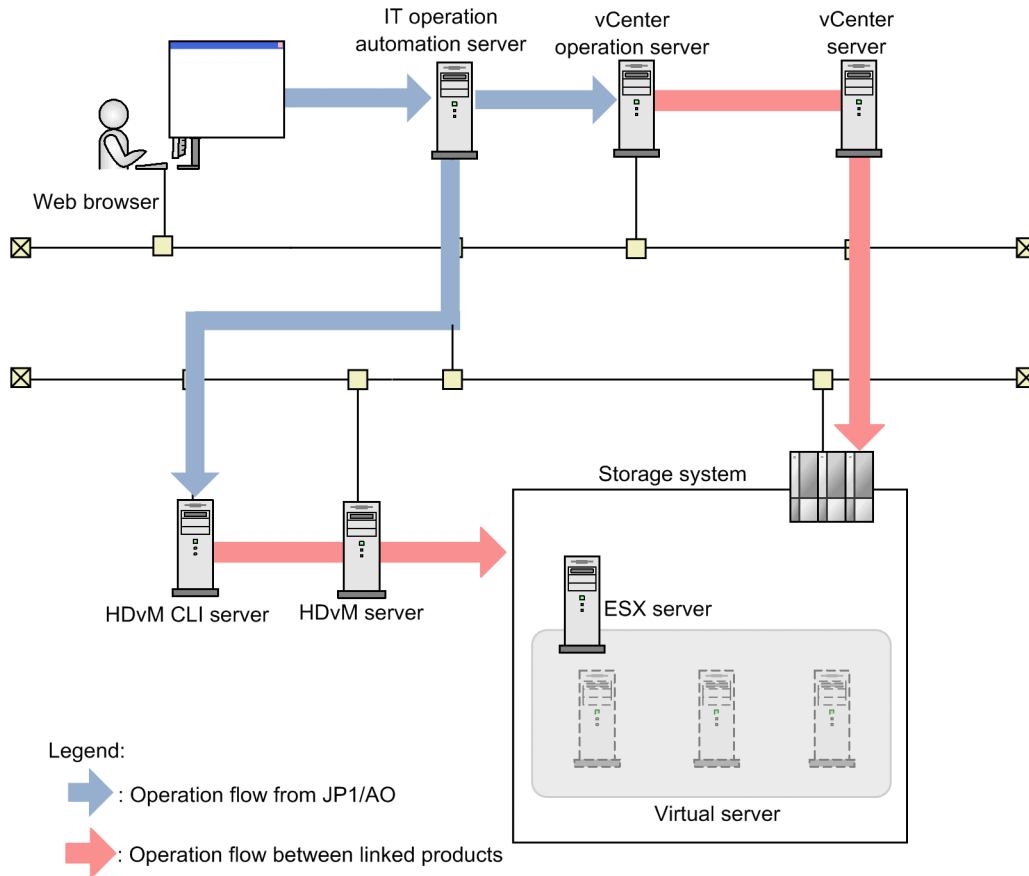 IT operation
automation server
vCenter
operation server
vCenter
server
Web browser
Storage system
HDvM CLI server
HDvM server
ESX server
Virtual server
Legend:
: Operation flow from JP1/AO
: Operation flow between linked products